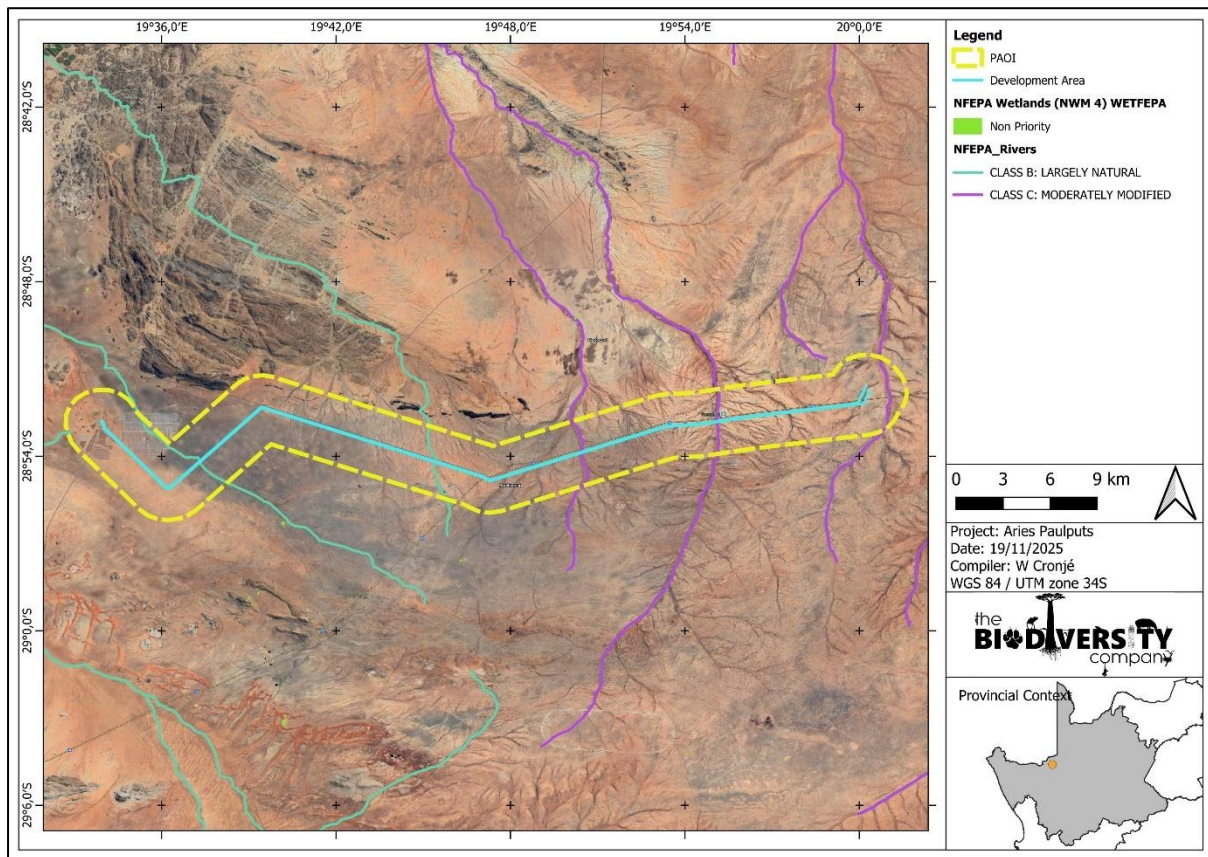 19°36,0'E 19°42,0'E 19°48,0'E 19°54,0'E 20°0,0'E
28°42,0'S
28°48,0'S
28°54,0'S
29°0,0'S
29°6,0'S
Legend
PAOI
Development Area
NFEPA Wetlands (NWM 4) WETFEPA
Non Priority
NFEPA_Rivers
CLASS B: LARGELY NATURAL
CLASS C: MODERATELY MODIFIED
0 3 6 9 km
Project: Aries Paulputs
Date: 19/11/2025
Compiler: W Cronjé
WGS 84 / UTM zone 34S
the
BIODIVERSITY
company
Provincial Context